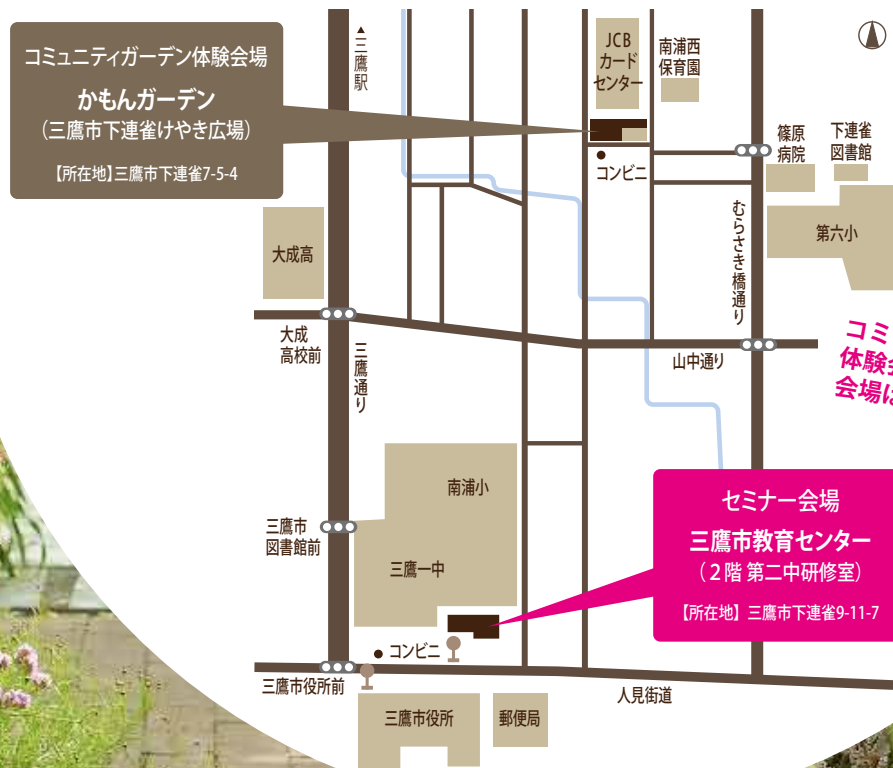 コミュニティガーデン体験会場
かもんガーデン
(三鷹市下連雀けやき広場)
【所在地】三鷹市下連雀7-5-4
▲三鷹駅
JCB
カード
センター
南浦西
保育園
コンビニ
篠原
病院
下連雀
図書館
第六小
むらさき橋通り
大成高
大成
高校前
三鷹通り
山中通り
コミ
体験会
会場は
南浦小
三鷹市
図書館前
三鷹一中
セミナー会場
三鷹市教育センター
(2階 第二中研修室)
【所在地】三鷹市下連雀9-11-7
コンビニ
三鷹市役所前
人見街道
三鷹市役所
郵便局